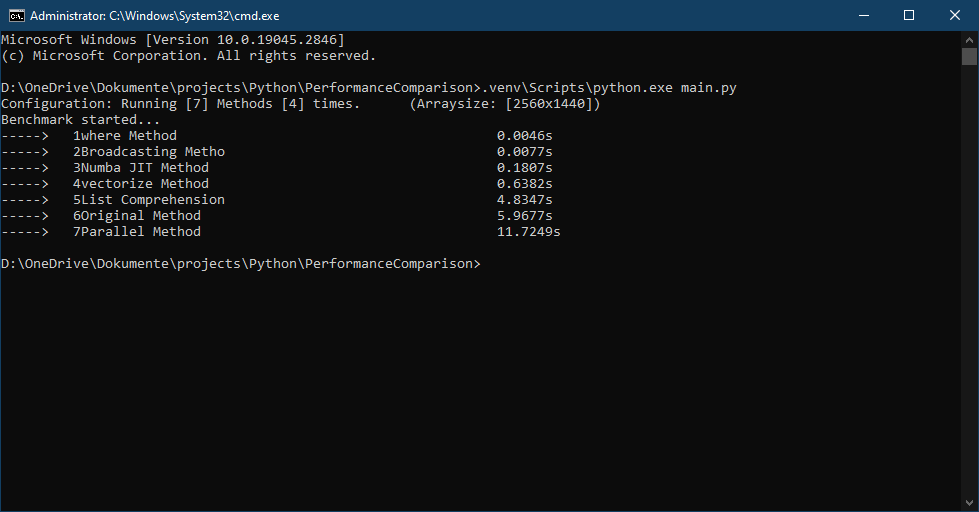 Administrator: C:\Windows\System32\cmd.exe
Microsoft Windows [Version 10.0.19045.2846]
(c) Microsoft Corporation. All rights reserved.
D:\OneDrive\Dokumente\projects\Python\PerformanceComparison>.venv\Scripts\python.exe main.py
Configuration: Running [7] Methods [4] times. (Arraysize: [2560x1440])
Benchmark started...
-----> 1where Method 0.0046s
-----> 2Broadcasting Metho 0.0077s
-----> 3Numba JIT Method 0.1807s
-----> 4vectorize Method 0.6382s
-----> 5List Comprehension 4.8347s
-----> 6Original Method 5.9677s
-----> 7Parallel Method 11.7249s
D:\OneDrive\Dokumente\projects\Python\PerformanceComparison>